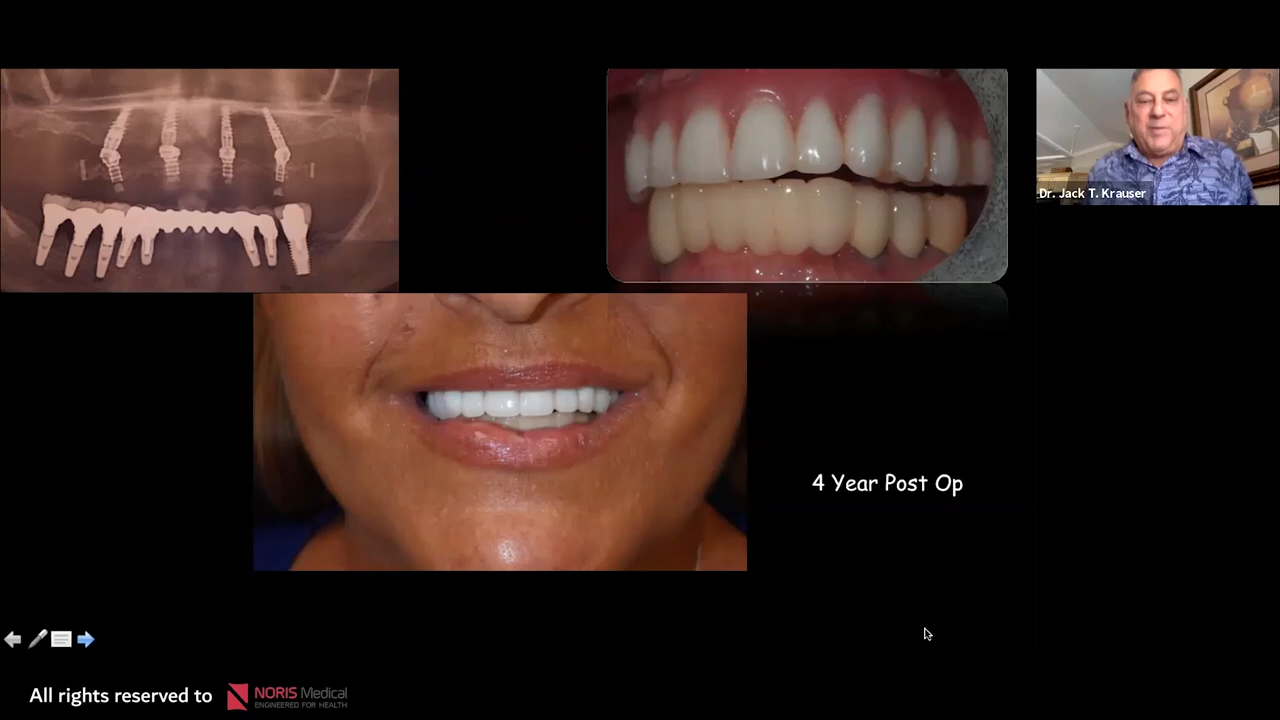 Dr. Jack T. Krauser
4 Year Post Op
All rights reserved to
NORIS Medical
ENGINEERED FOR HEALTH